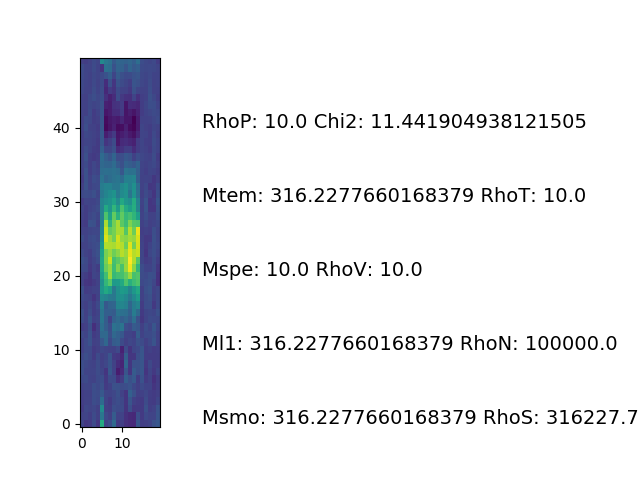 RhoP: 10.0 Chi2: 11.441904938121505
40
Mtem: 316.2277660168379 RhoT: 10.0
30
Mspe: 10.0 RhoV: 10.0
20
Ml1: 316.2277660168379 RhoN: 100000.0
10
Msmo: 316.2277660168379 RhoS: 316227.7
0
0 10